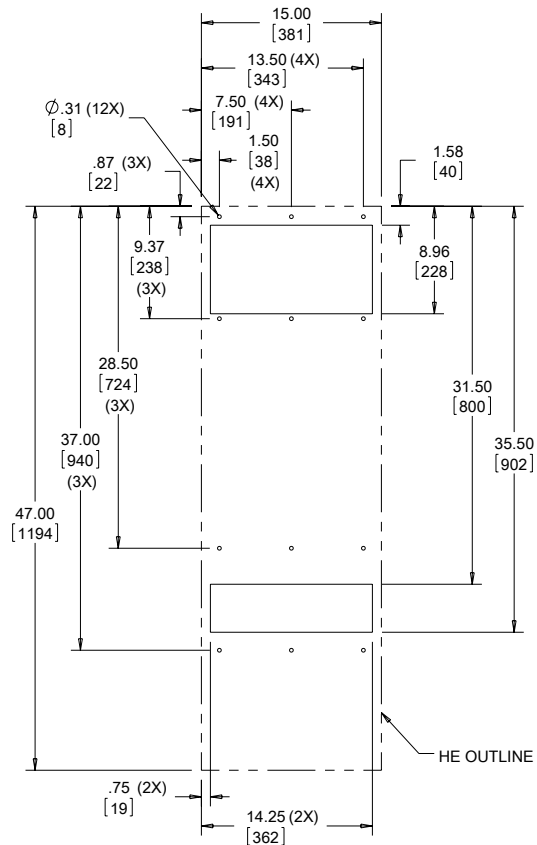 15.00
[381]
13.50 (4X)
[343]
7.50 (4X)
[191]
∅.31 (12X)
[8]
1.50
[38]
(4X)
.87 (3X)
[22]
1.58
[40]
9.37
[238]
(3X)
8.96
[228]
28.50
[724]
(3X)
31.50
[800]
37.00
[940]
(3X)
35.50
[902]
47.00
[1194]
HE OUTLINE
.75 (2X)
[19]
14.25 (2X)
[362]